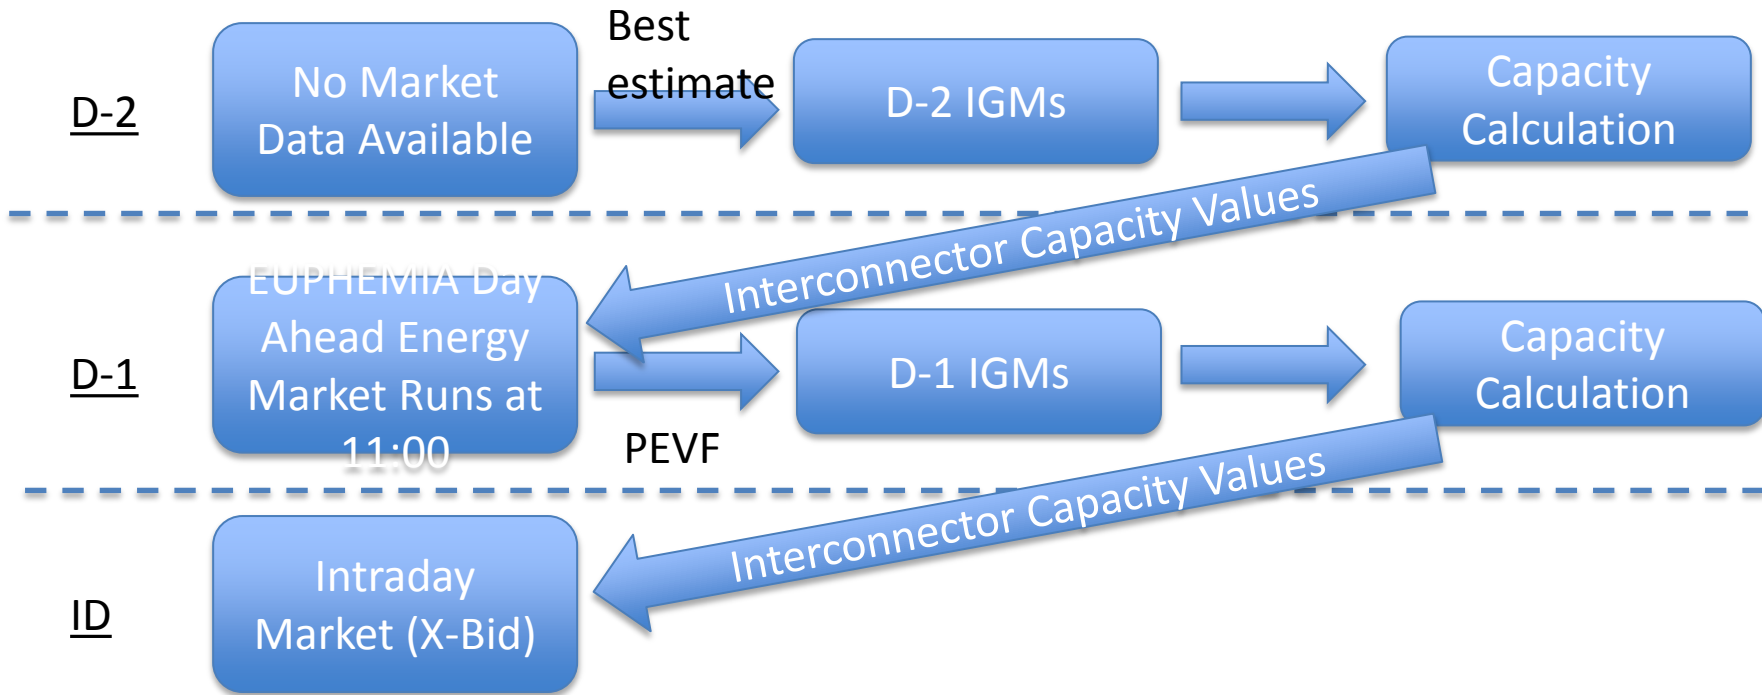 D-2
No Market
Data Available
Best
estimate
D-2 IGMs
Capacity
Calculation
Interconnector Capacity Values
D-1
EUPHEMIA Day
Ahead Energy
Market Runs at
11:00
PEVF
D-1 IGMs
Capacity
Calculation
Interconnector Capacity Values
ID
Intraday
Market (X-Bid)